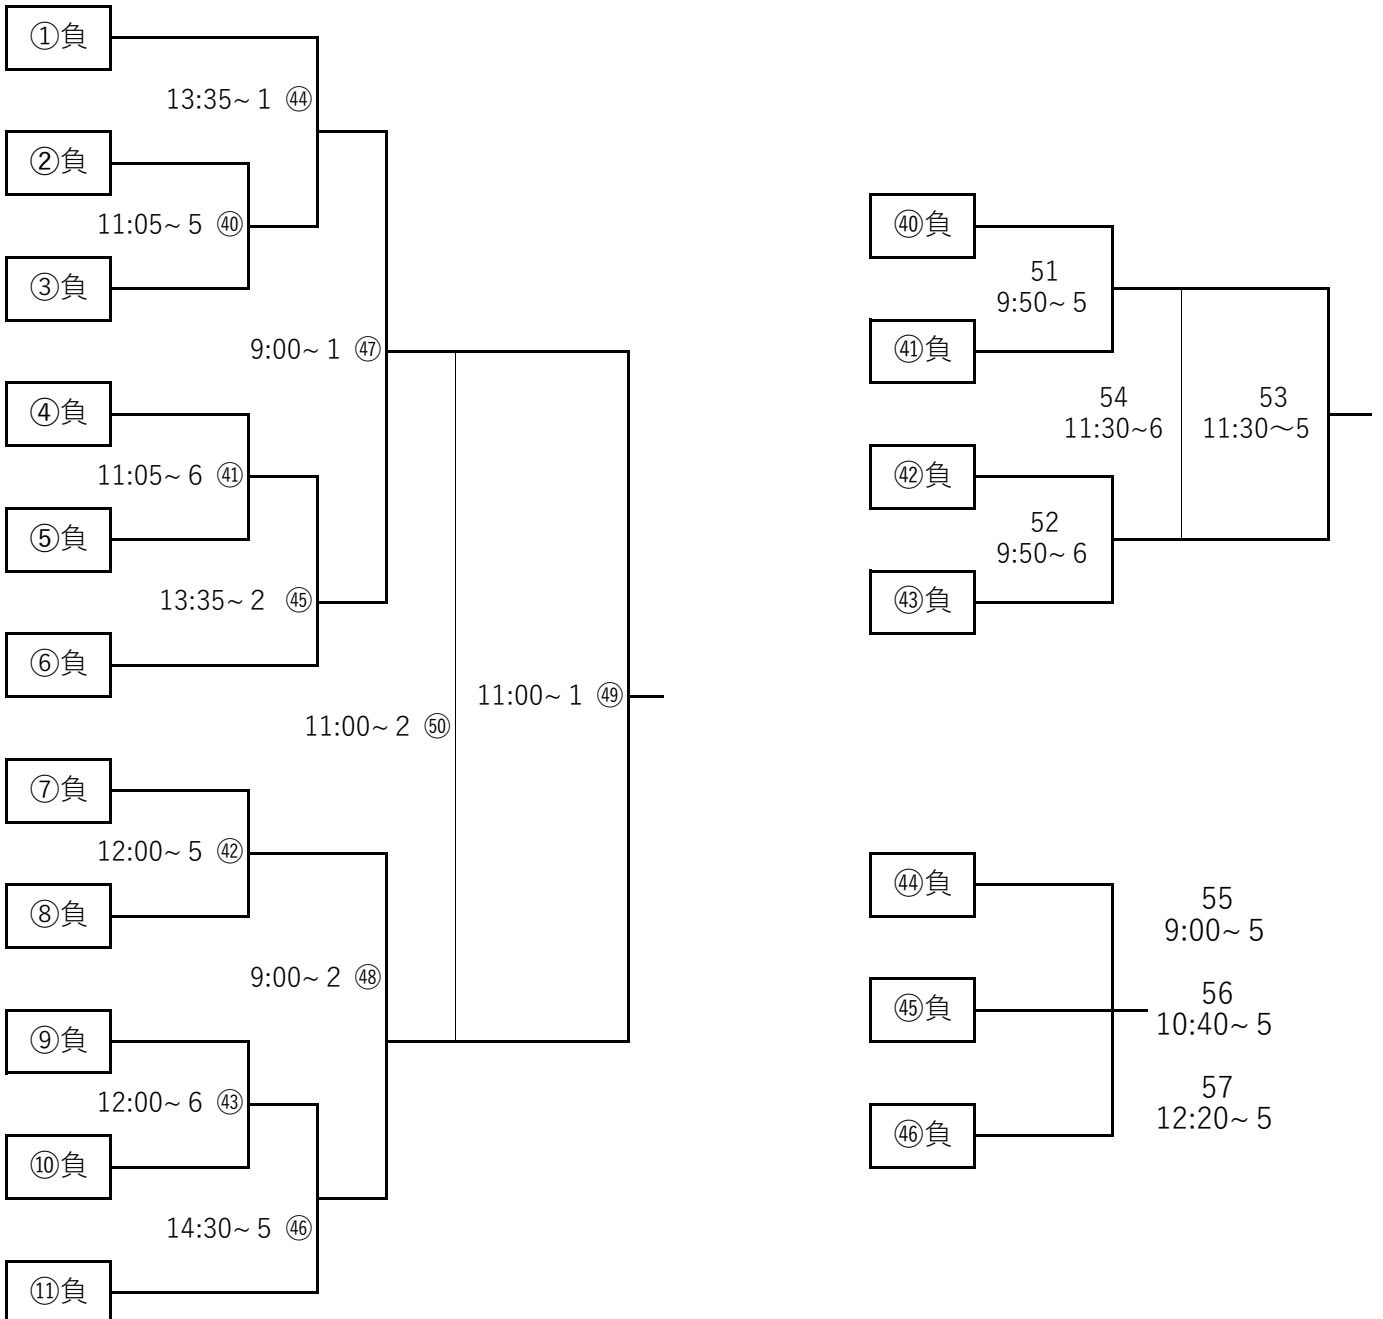 ①負
13:35~ 1 ㊹
②負
11:05~ 5 ㊵
③負
9:00~ 1 ㊼
④負
11:05~ 6 ㊶
⑤負
13:35~ 2 ㊺
⑥負
11:00~ 1 ㊾
11:00~ 2 ㊿
⑦負
12:00~ 5 ㊷
⑧負
9:00~ 2 ㊽
⑨負
12:00~ 6 ㊸
⑩負
14:30~ 5 ㊻
⑪負
㊵負
51
9:50~ 5
㊶負
54
11:30~6
53
11:30～5
㊷負
52
9:50~ 6
㊸負
㊹負
55
9:00~ 5
㊺負
56
10:40~ 5
57
12:20~ 5
㊻負